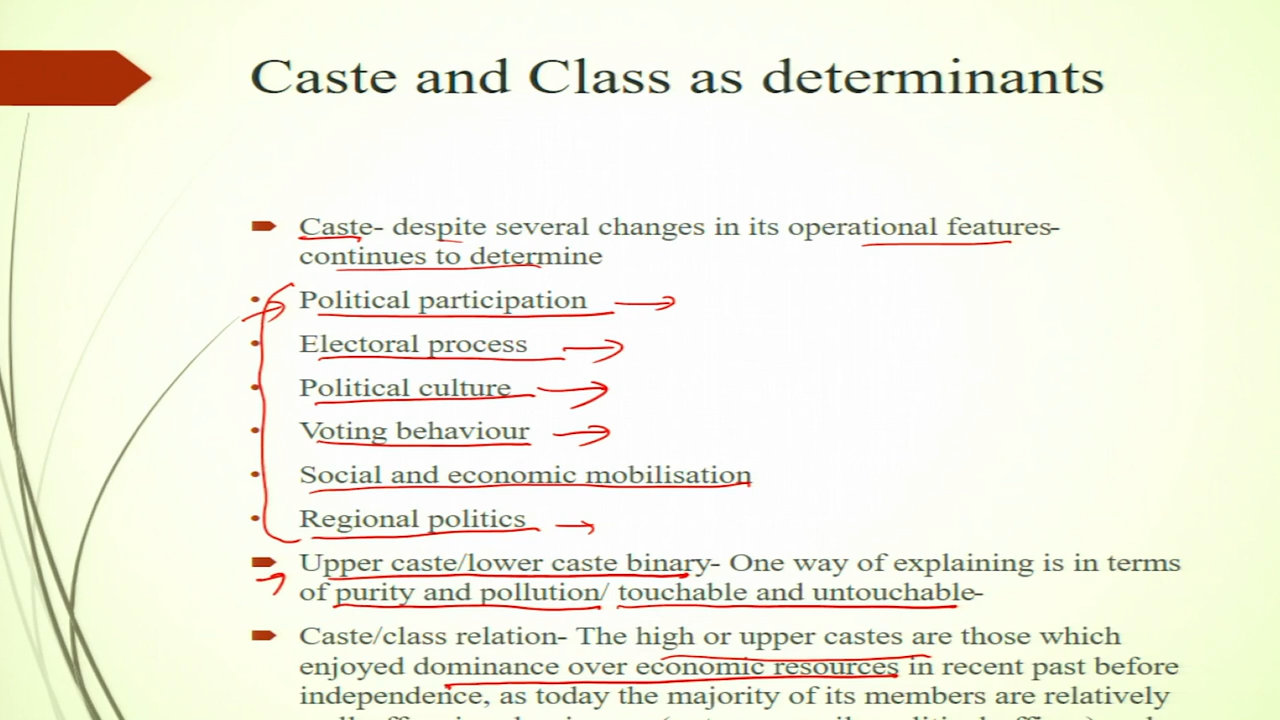 Caste and Class as determinants
Caste- despite several changes in its operational features-
continues to determine
• Political participation
• Electoral process
• Political culture
• Voting behaviour
• Social and economic mobilisation
• Regional politics
Upper caste/lower caste binary- One way of explaining is in terms
of purity and pollution/ touchable and untouchable-
Caste/class relation- The high or upper castes are those which
enjoyed dominance over economic resources in recent past before
independence, as today the majority of its members are relatively